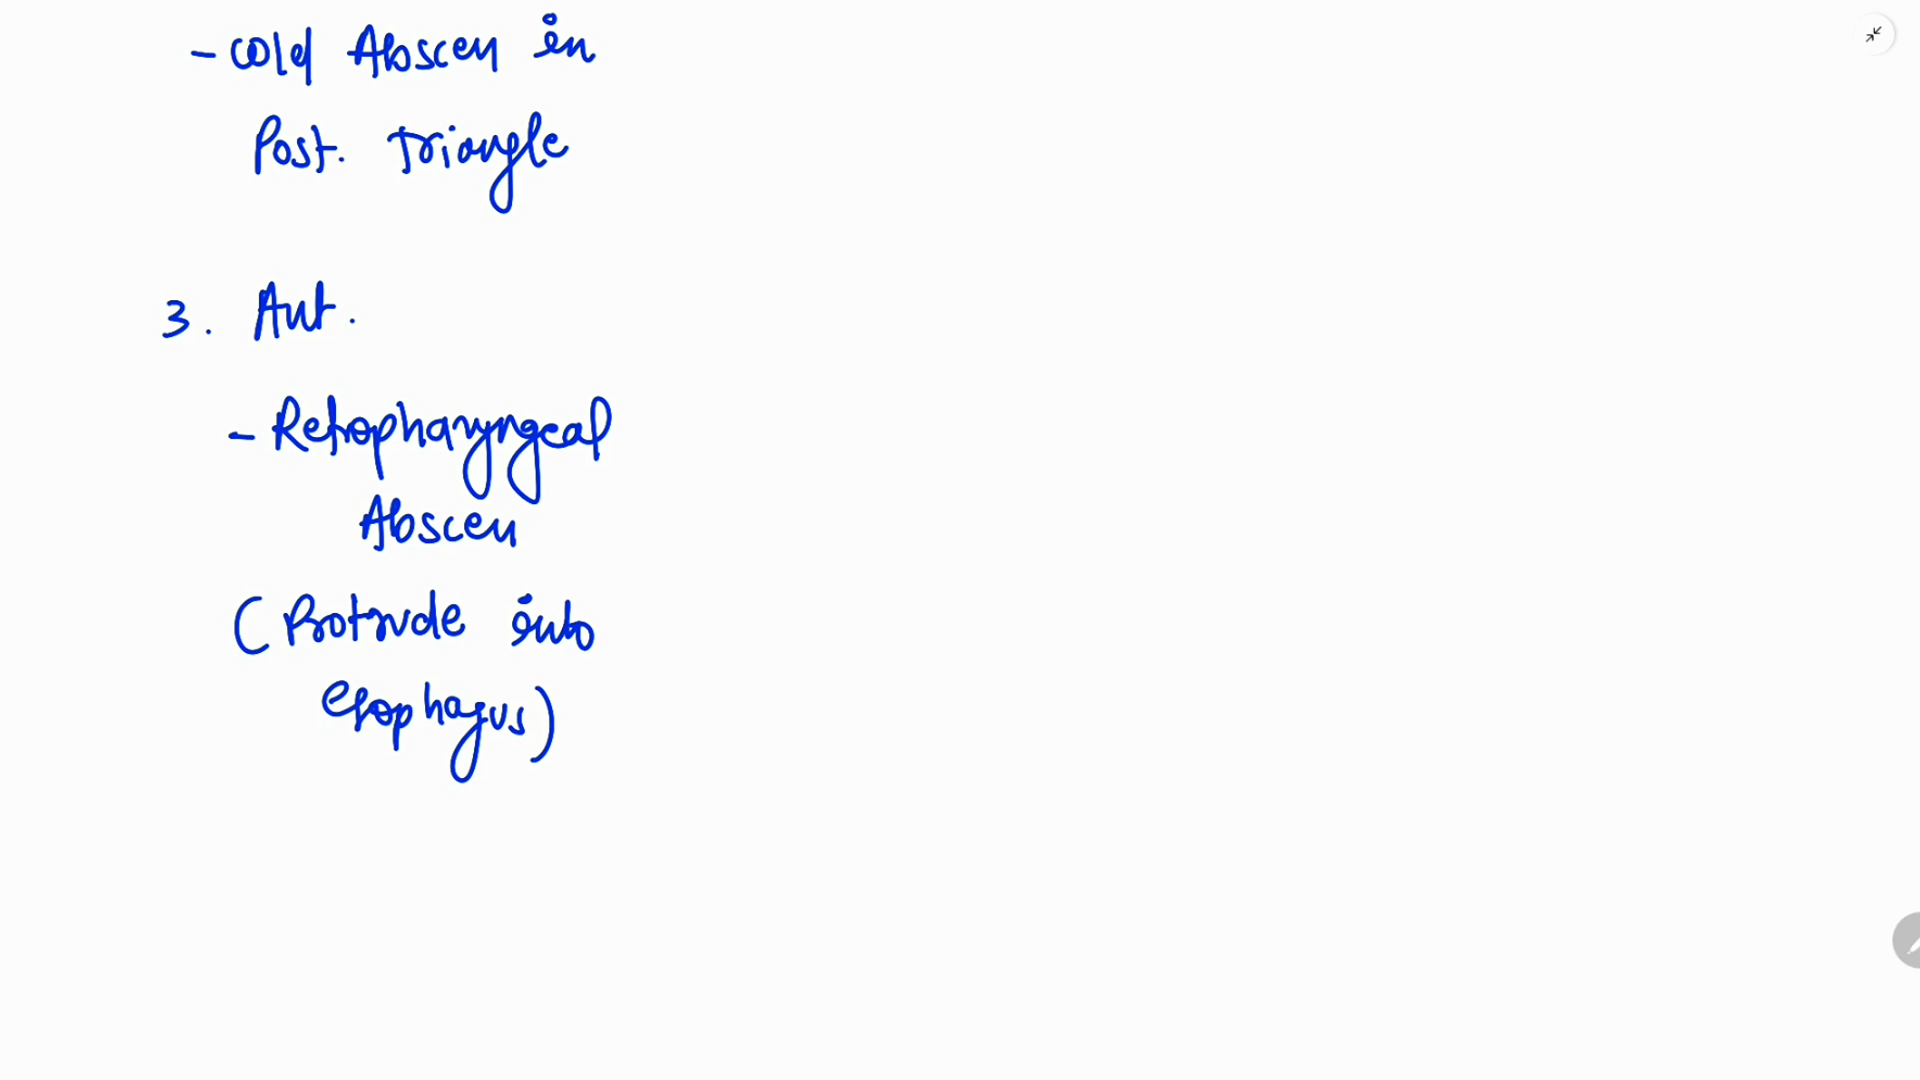 - Cold Abscess in
Post. Triangle
3. Ant.
- Retropharyngeal
Abscess
(Protrude into
esophagus)